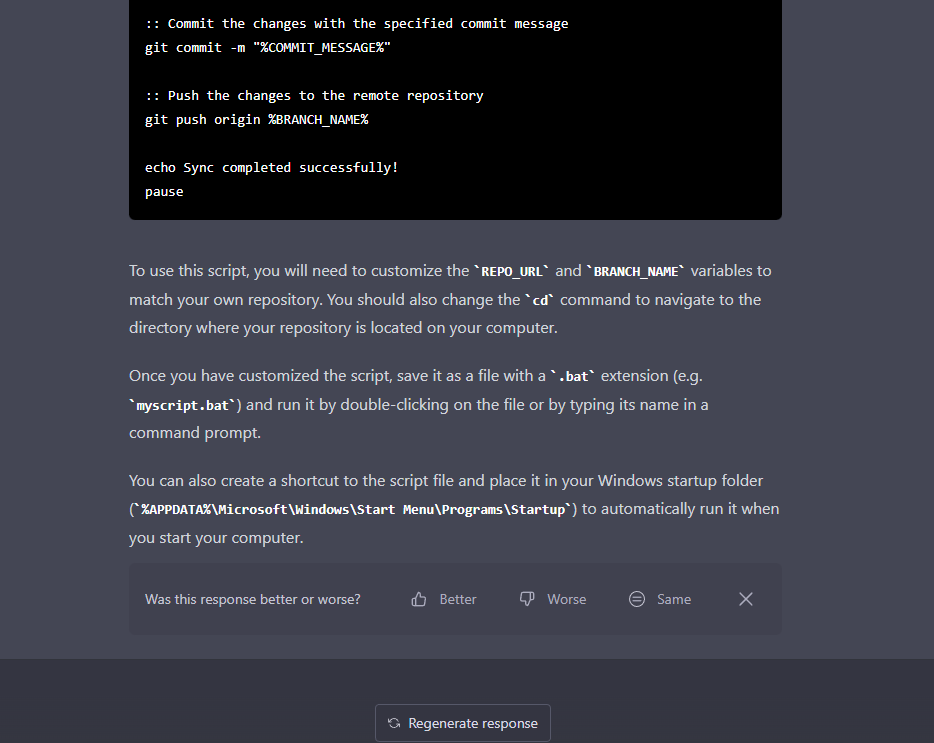 :: Commit the changes with the specified commit message
git commit -m "%COMMIT_MESSAGE%"
:: Push the changes to the remote repository
git push origin %BRANCH_NAME%
echo Sync completed successfully!
pause
To use this script, you will need to customize the `REPO_URL` and `BRANCH_NAME` variables to
match your own repository. You should also change the `cd` command to navigate to the
directory where your repository is located on your computer.
Once you have customized the script, save it as a file with a `.bat` extension (e.g.
`myscript.bat`) and run it by double-clicking on the file or by typing its name in a
command prompt.
You can also create a shortcut to the script file and place it in your Windows startup folder
(`%APPDATA%\Microsoft\Windows\Start Menu\Programs\Startup`) to automatically run it when
you start your computer.
Was this response better or worse? Better Worse Same
Regenerate response